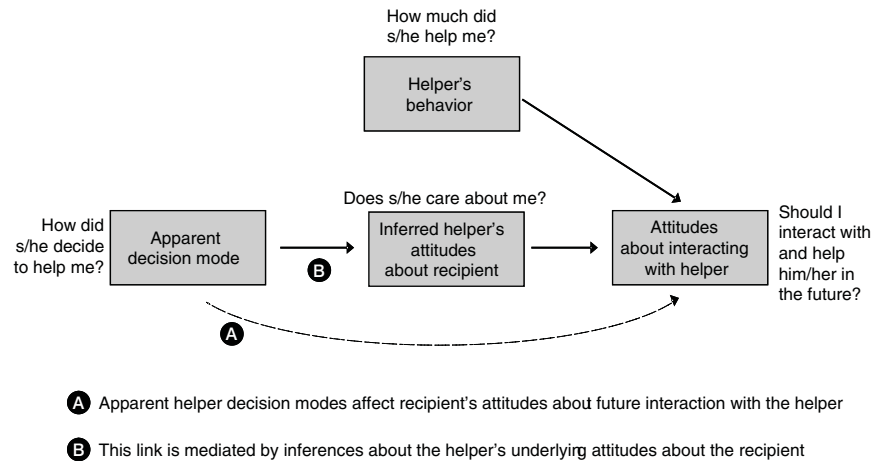 How much did
s/he help me?
Helper's
behavior
Does s/he care about me?
How did
s/he decide
to help me?
Apparent
decision mode
Inferred helper's
attitudes
about recipient
Attitudes
about interacting
with helper
Should I
interact with
and help
him/her in
the future?
B
A
A Apparent helper decision modes affect recipient's attitudes about future interaction with the helper
B This link is mediated by inferences about the helper's underlying attitudes about the recipient